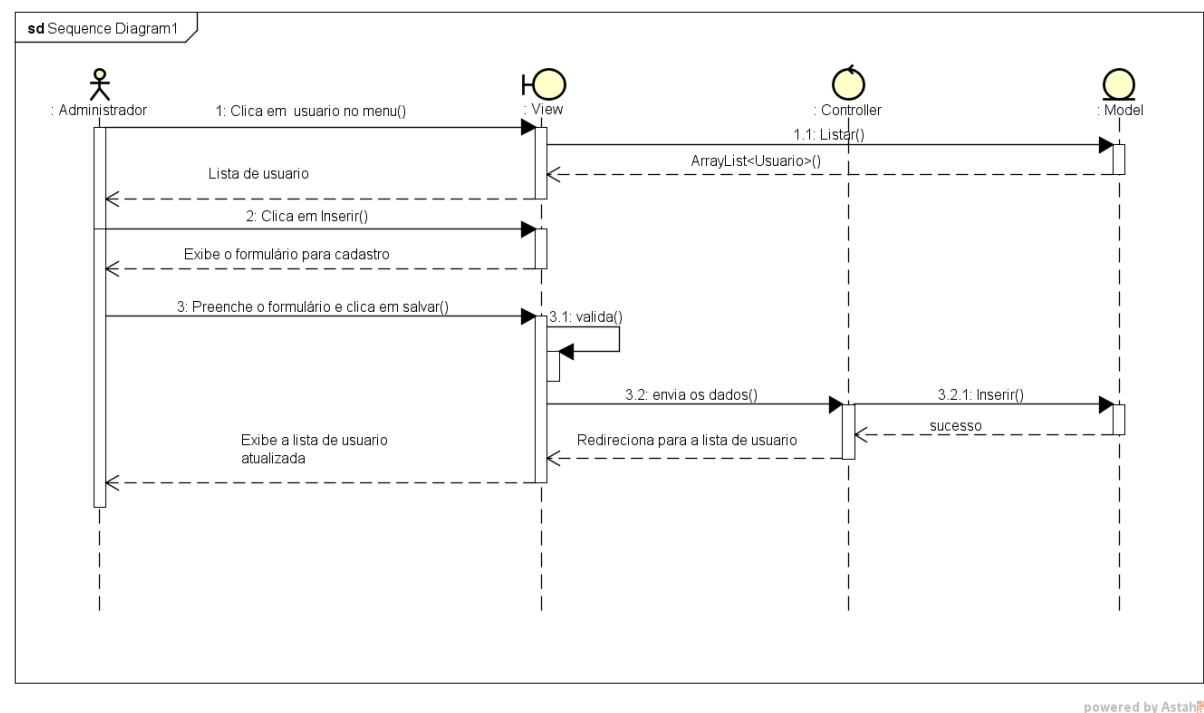 sd Sequence Diagram1
: Administrador
: View
: Controller
: Model
1: Clica em usuario no menu()
1.1: Listar()
ArrayList<Usuario>()
Lista de usuario
2: Clica em Inserir()
Exibe o formulário para cadastro
3: Preenche o formulário e clica em salvar()
3.1: valida()
3.2: envia os dados()
3.2.1: Inserir()
sucesso
Redireciona para a lista de usuario
Exibe a lista de usuario
atualizada
powered by Astah